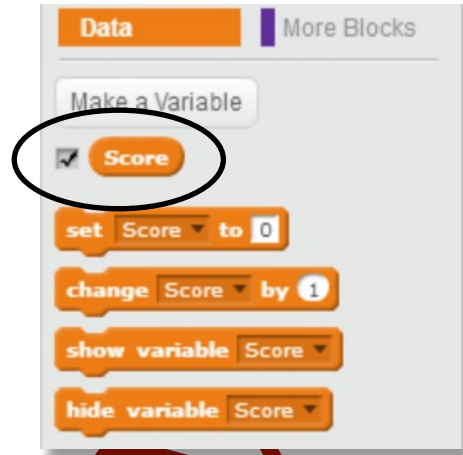 Data More Blocks
Make a Variable
Score
set Score to 0
change Score by 1
show variable Score
hide variable Score